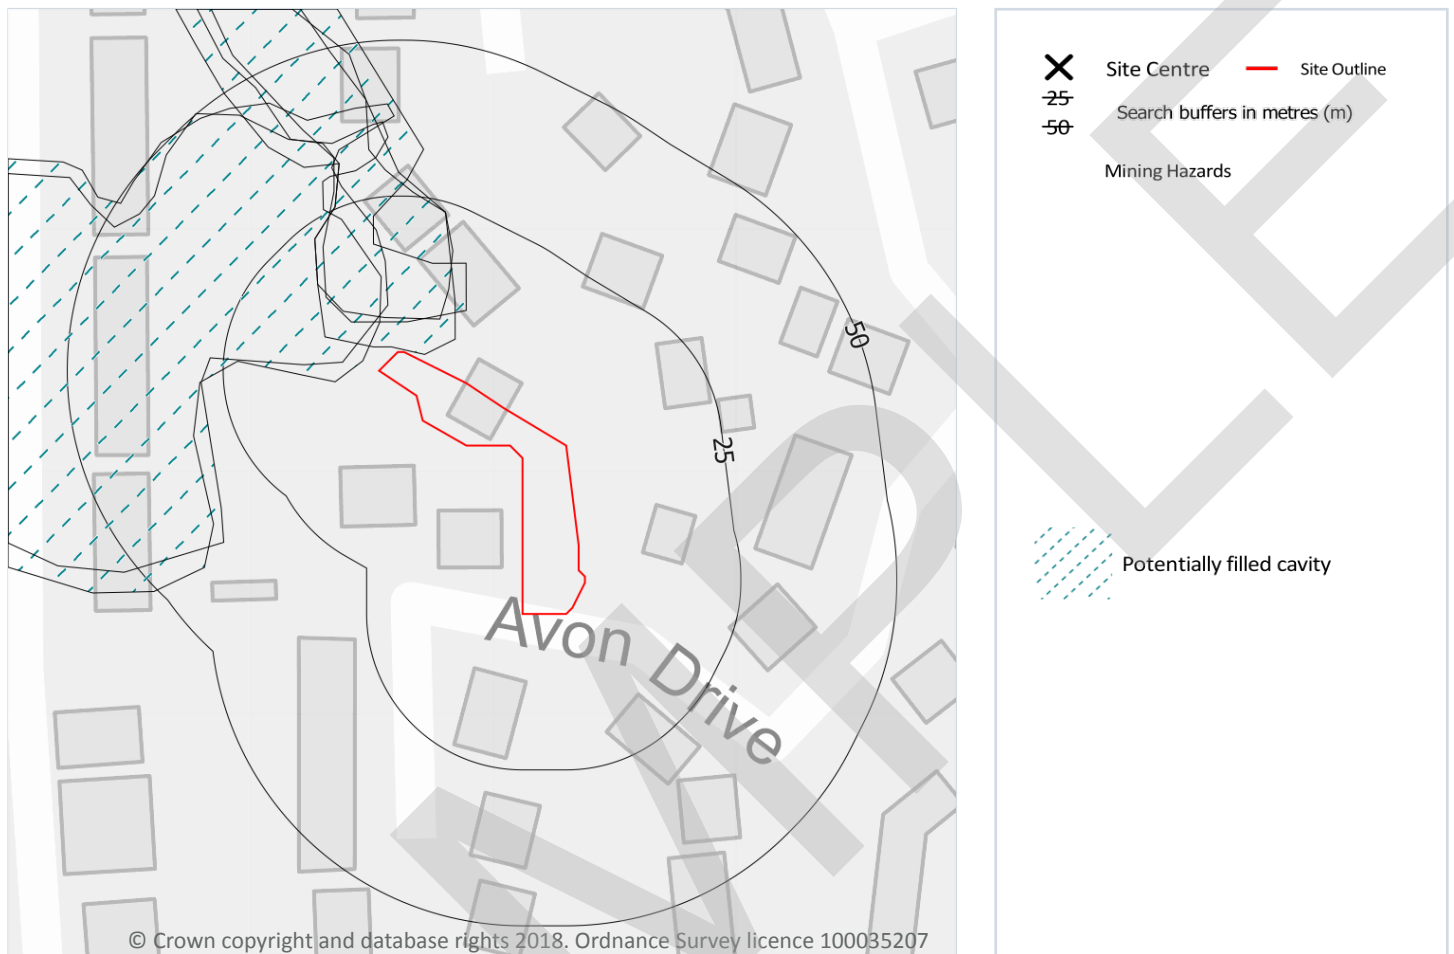 Site Centre
Site Outline
25
50
Search buffers in metres (m)
Mining Hazards
Potentially filled cavity
50
25
Avon Drive
© Crown copyright and database rights 2018. Ordnance Survey licence 100035207